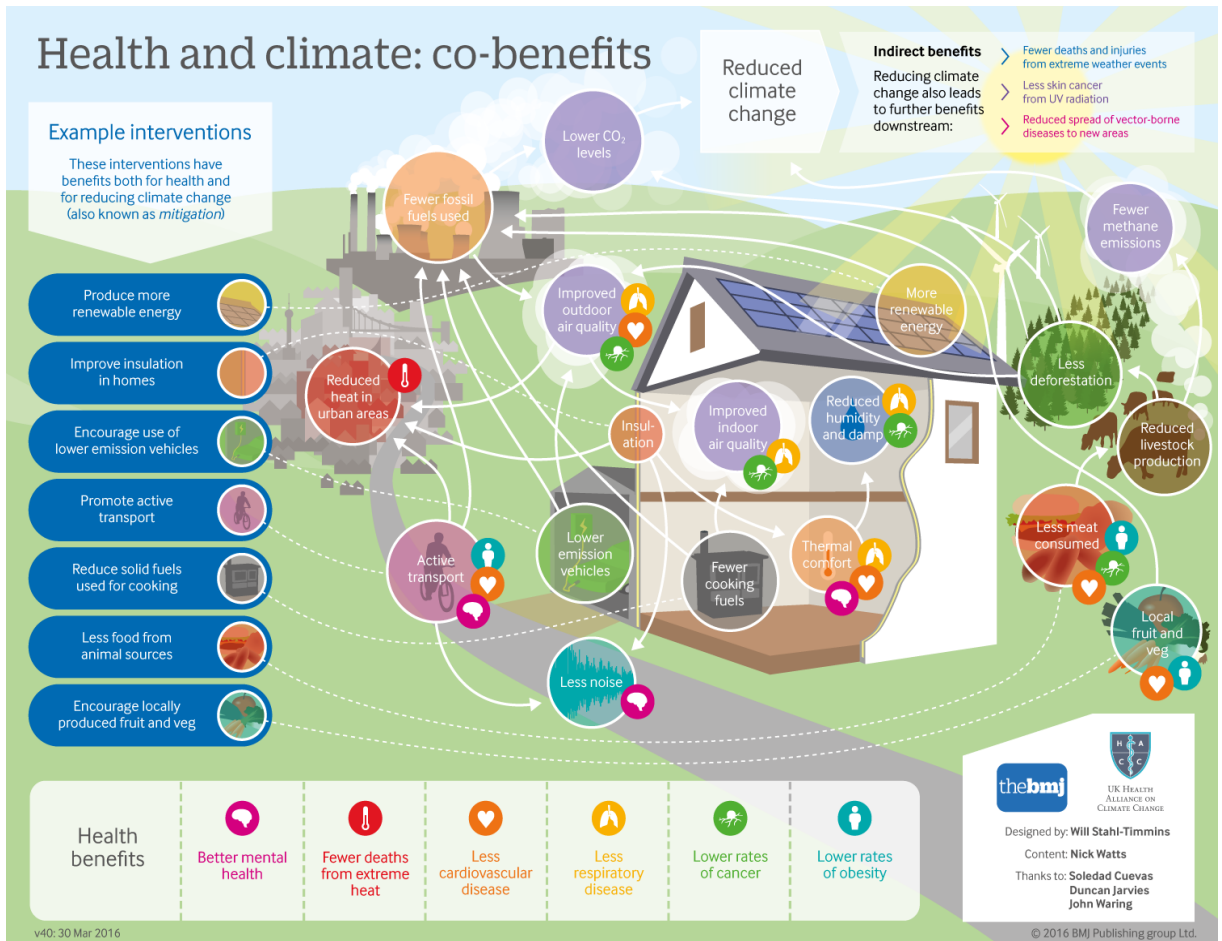 Health and climate: co-benefits
Reduced
climate
change
Indirect benefits
Reducing climate
change also leads
to further benefits
downstream:
Fewer deaths and injuries
from extreme weather events
Less skin cancer
from UV radiation
Reduced spread of vector-borne
diseases to new areas
Example interventions
These interventions have
benefits both for health and
for reducing climate change
(also known as mitigation)
Produce more
renewable energy
Improve insulation
in homes
Encourage use of
lower emission vehicles
Promote active
transport
Reduce solid fuels
used for cooking
Less food from
animal sources
Encourage locally
produced fruit and veg
Lower CO₂
levels
Fewer fossil
fuels used
Fewer
methane
emissions
Improved
outdoor
air quality
More
renewable
energy
Reduced
heat in
urban areas
Less
deforestation
Insul-
ation
Improved
indoor
air quality
Reduced
humidity
and damp
Reduced
livestock
production
Active
transport
Lower
emission
vehicles
Fewer
cooking
fuels
Thermal
comfort
Less meat
consumed
Local
fruit and
veg
Less noise
Health
benefits
Better mental
health
Fewer deaths
from extreme
heat
Less
cardiovascular
disease
Less
respiratory
disease
Lower rates
of cancer
Lower rates
of obesity
thebmj
H A
C C
UK Health
Alliance on
Climate Change
Designed by: Will Stahl-Timmins
Content: Nick Watts
Thanks to: Soledad Cuevas
Duncan Jarvies
John Waring
v40: 30 Mar 2016
© 2016 BMJ Publishing group Ltd.